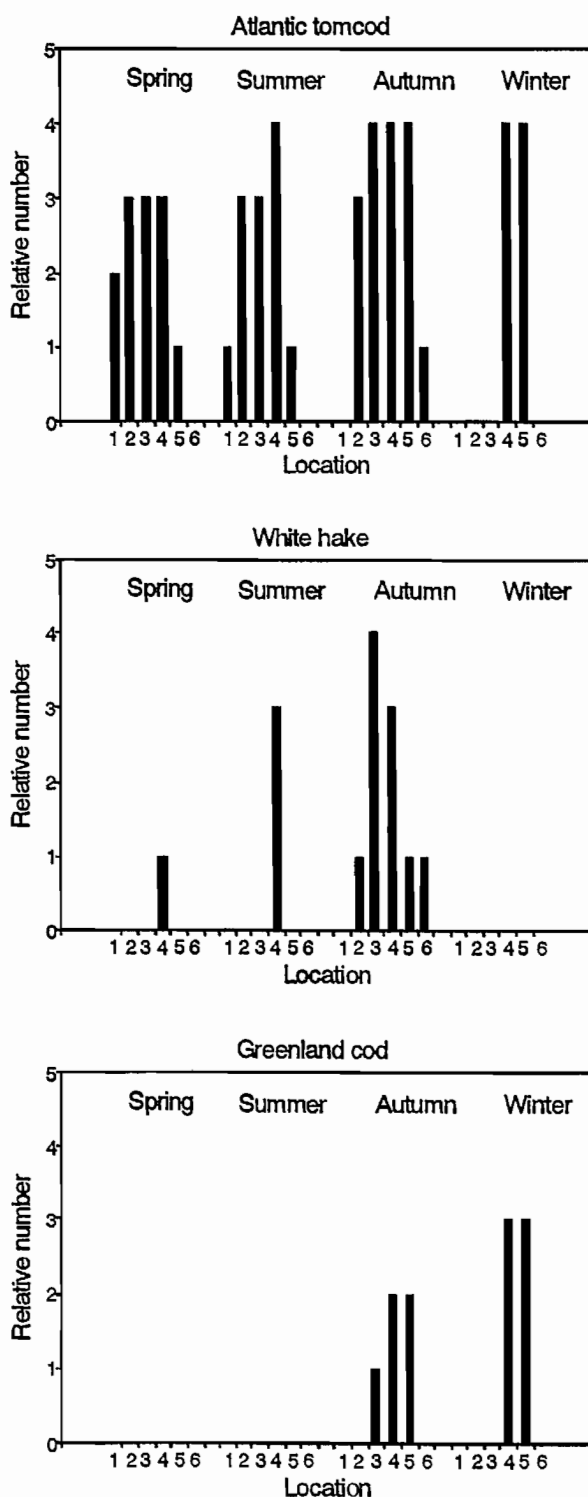 Atlantic tomcod
5
Spring Summer Autumn Winter
4
3
2
1
0
Relative number
1 2 3 4 5 6 1 2 3 4 5 6 1 2 3 4 5 6 1 2 3 4 5 6
Location
White hake
5
Spring Summer Autumn Winter
4
3
2
1
0
Relative number
1 2 3 4 5 6 1 2 3 4 5 6 1 2 3 4 5 6 1 2 3 4 5 6
Location
Greenland cod
5
Spring Summer Autumn Winter
4
3
2
1
0
Relative number
1 2 3 4 5 6 1 2 3 4 5 6 1 2 3 4 5 6 1 2 3 4 5 6
Location